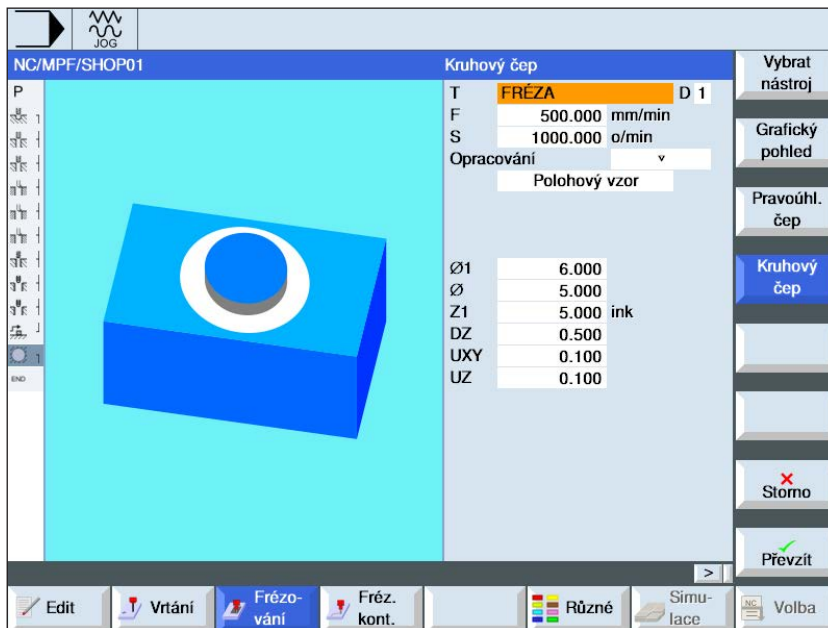 JOG
NC/MPF/SHOP01
Kruhový čep
P
END
T FRÉZA D 1
F 500.000 mm/min
S 1000.000 o/min
Opracování
Polohový vzor
Ø1 6.000
Ø 5.000
Z1 5.000 ink
DZ 0.500
UXY 0.100
UZ 0.100
Vybrat
nástroj
Grafický
pohled
Pravoúhl.
čep
Kruhový
čep
Storno
Převzít
>
Edit
Vrtání
Frézo-
vání
Fréz.
kont.
Různé
Simu-
lace
NC
Volba